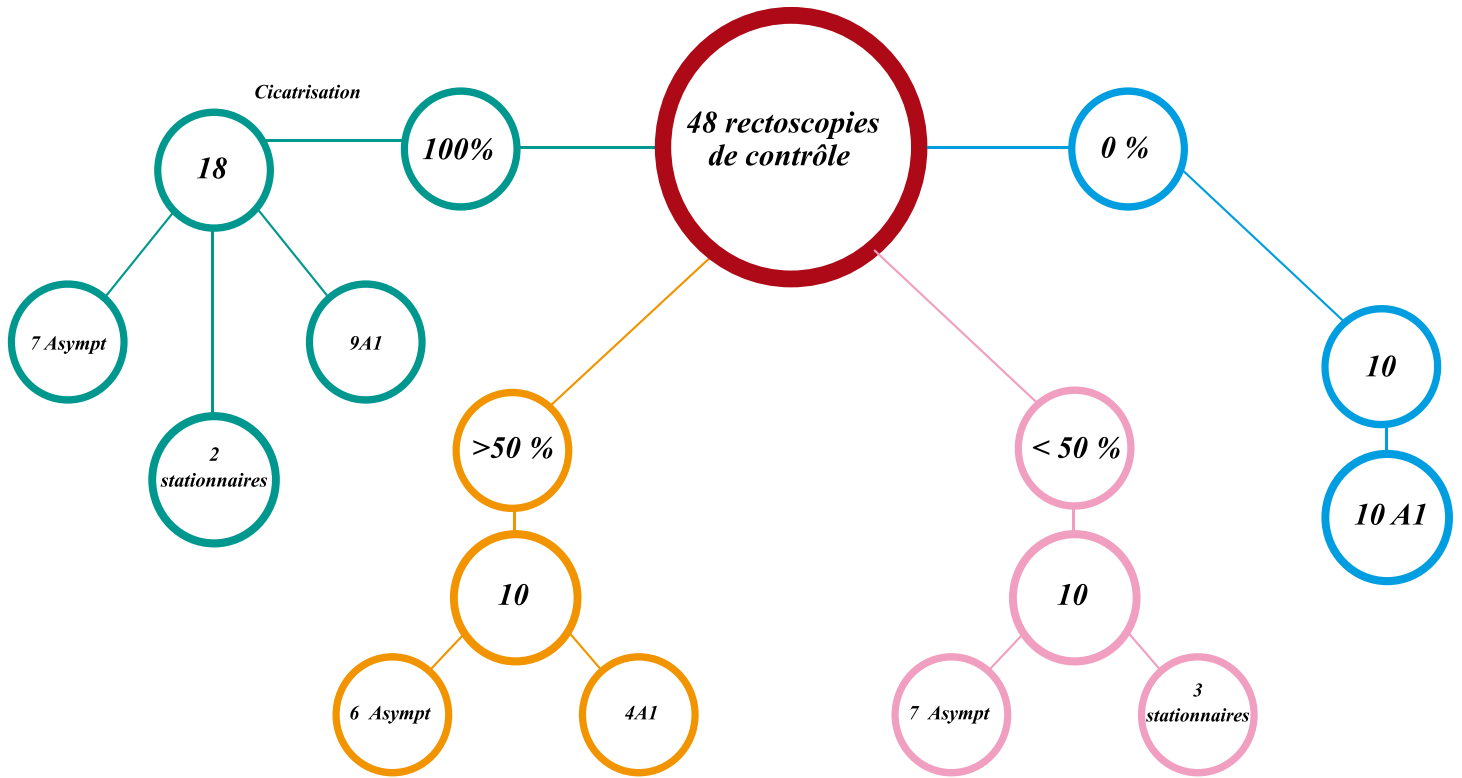 Cicatrisation
48 rectoscopies
de contrôle
100%
0 %
18
7 Asympt
9A1
2
stationnaires
10
10 A1
>50 %
< 50 %
10
10
6 Asympt
4A1
7 Asympt
3
stationnaires